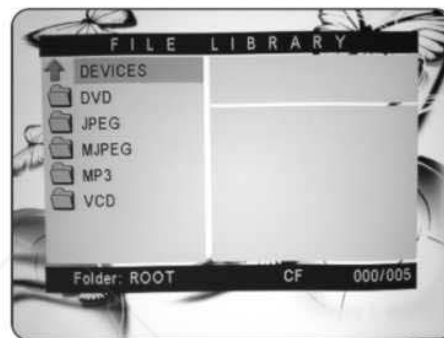 FILE LIBRARY
DEVICES
DVD
JPEG
MJPEG
MP3
VCD
Folder: ROOT CF 000/005